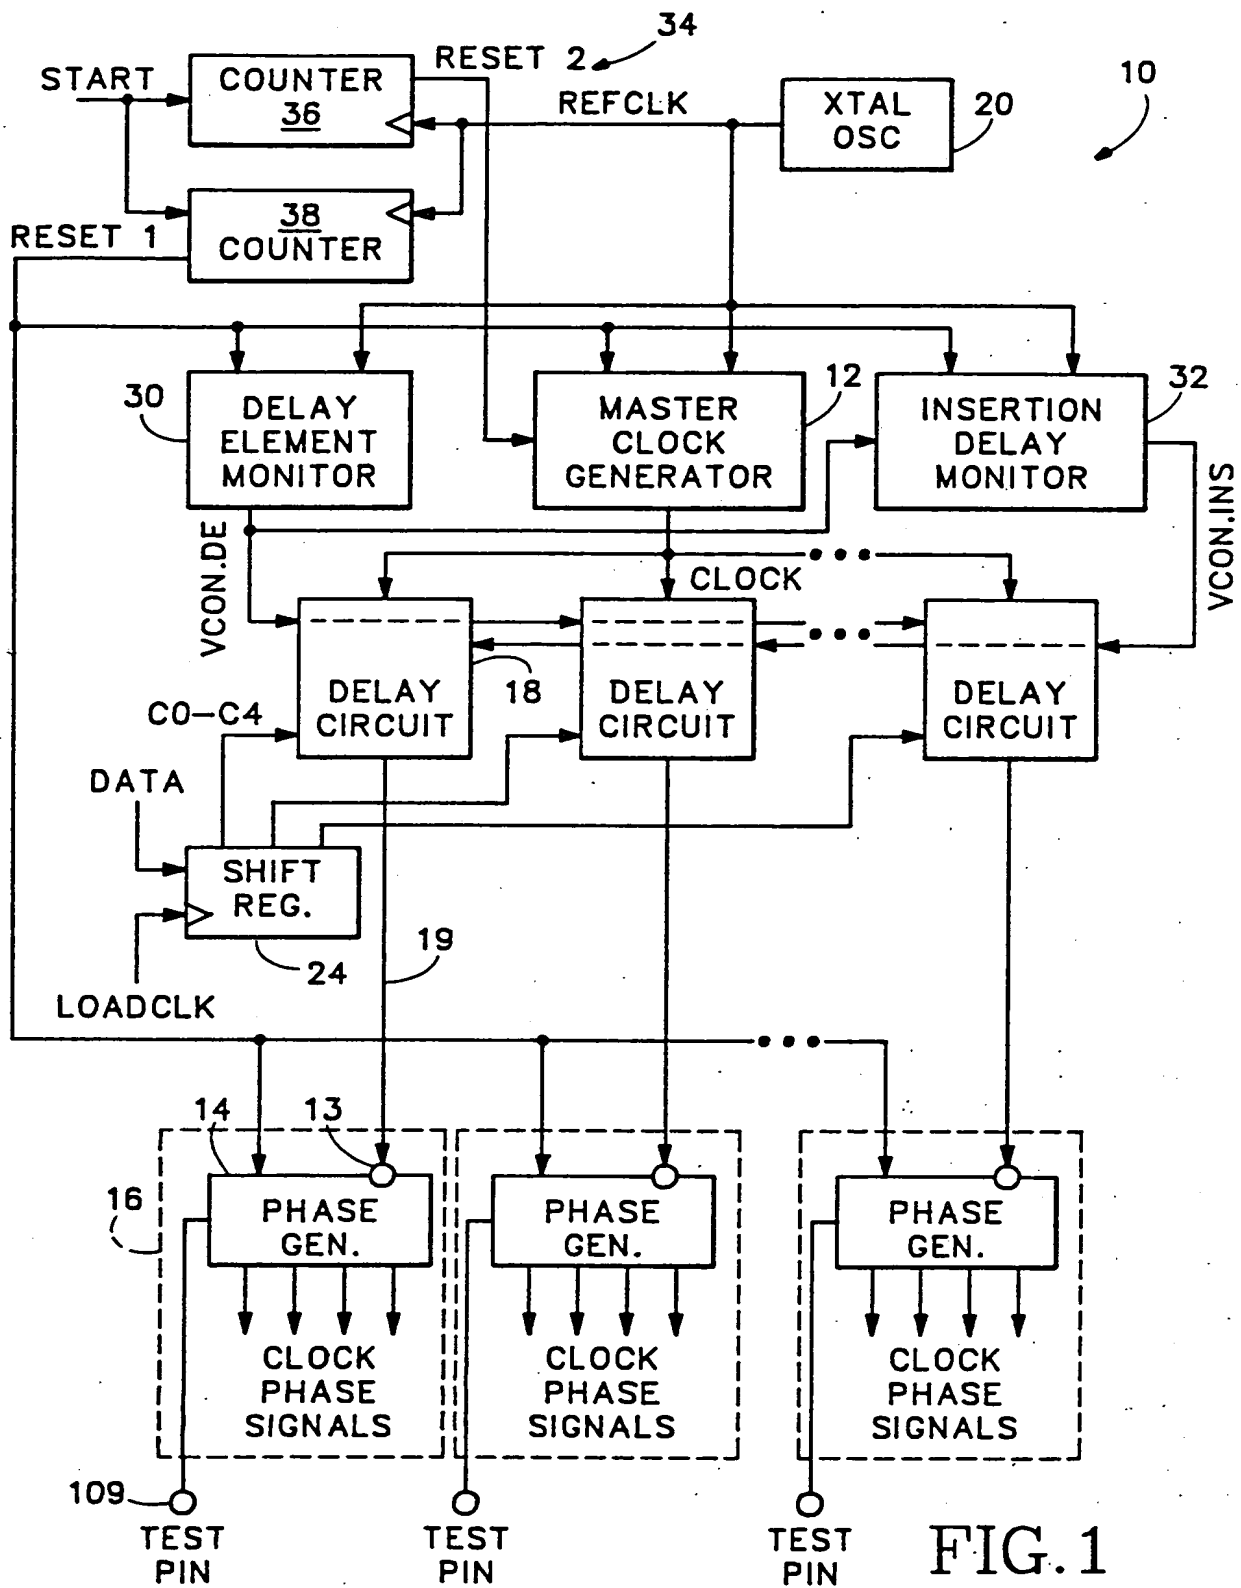 34
RESET 2
START
COUNTER
36
REFCLK
XTAL
OSC
20
10
38
COUNTER
RESET 1
30
DELAY
ELEMENT
MONITOR
MASTER
CLOCK
GENERATOR
12
INSERTION
DELAY
MONITOR
32
VCON.DE
CLOCK
VCON.INS
DELAY
CIRCUIT
18
DELAY
CIRCUIT
DELAY
CIRCUIT
C0-C4
DATA
SHIFT
REG.
24
LOADCLK
19
14
13
16
PHASE
GEN.
PHASE
GEN.
PHASE
GEN.
CLOCK
PHASE
SIGNALS
CLOCK
PHASE
SIGNALS
CLOCK
PHASE
SIGNALS
109
TEST
PIN
TEST
PIN
TEST
PIN
FIG. 1